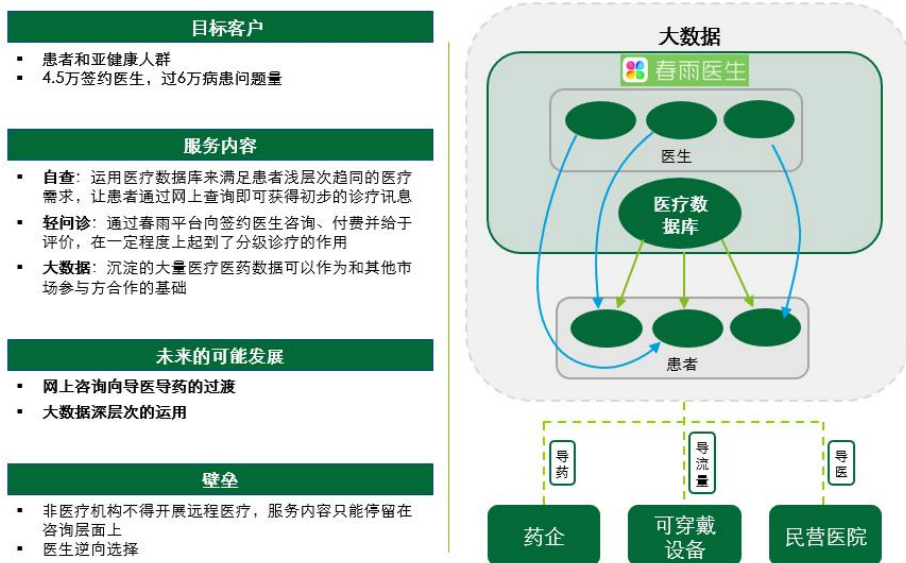 目标客户
▪ 患者和亚健康人群
▪ 4.5万签约医生，过6万病患问题量
服务内容
▪ 自查：运用医疗数据库来满足患者浅层次趋同的医疗
需求，让患者通过网上查询即可获得初步的诊疗讯息
▪ 轻问诊：通过春雨平台向签约医生咨询、付费并给于
评价，在一定程度上起到了分级诊疗的作用
▪ 大数据：沉淀的大量医疗医药数据可以作为和其他市
场参与方合作的基础
未来的可能发展
▪ 网上咨询向导医导药的过渡
▪ 大数据深层次的运用
壁垒
▪ 非医疗机构不得开展远程医疗，服务内容只能停留在
咨询层面上
▪ 医生逆向选择
大数据
春雨医生
医生
医疗数
据库
患者
导药
导流量
导医
药企
可穿戴
设备
民营医院